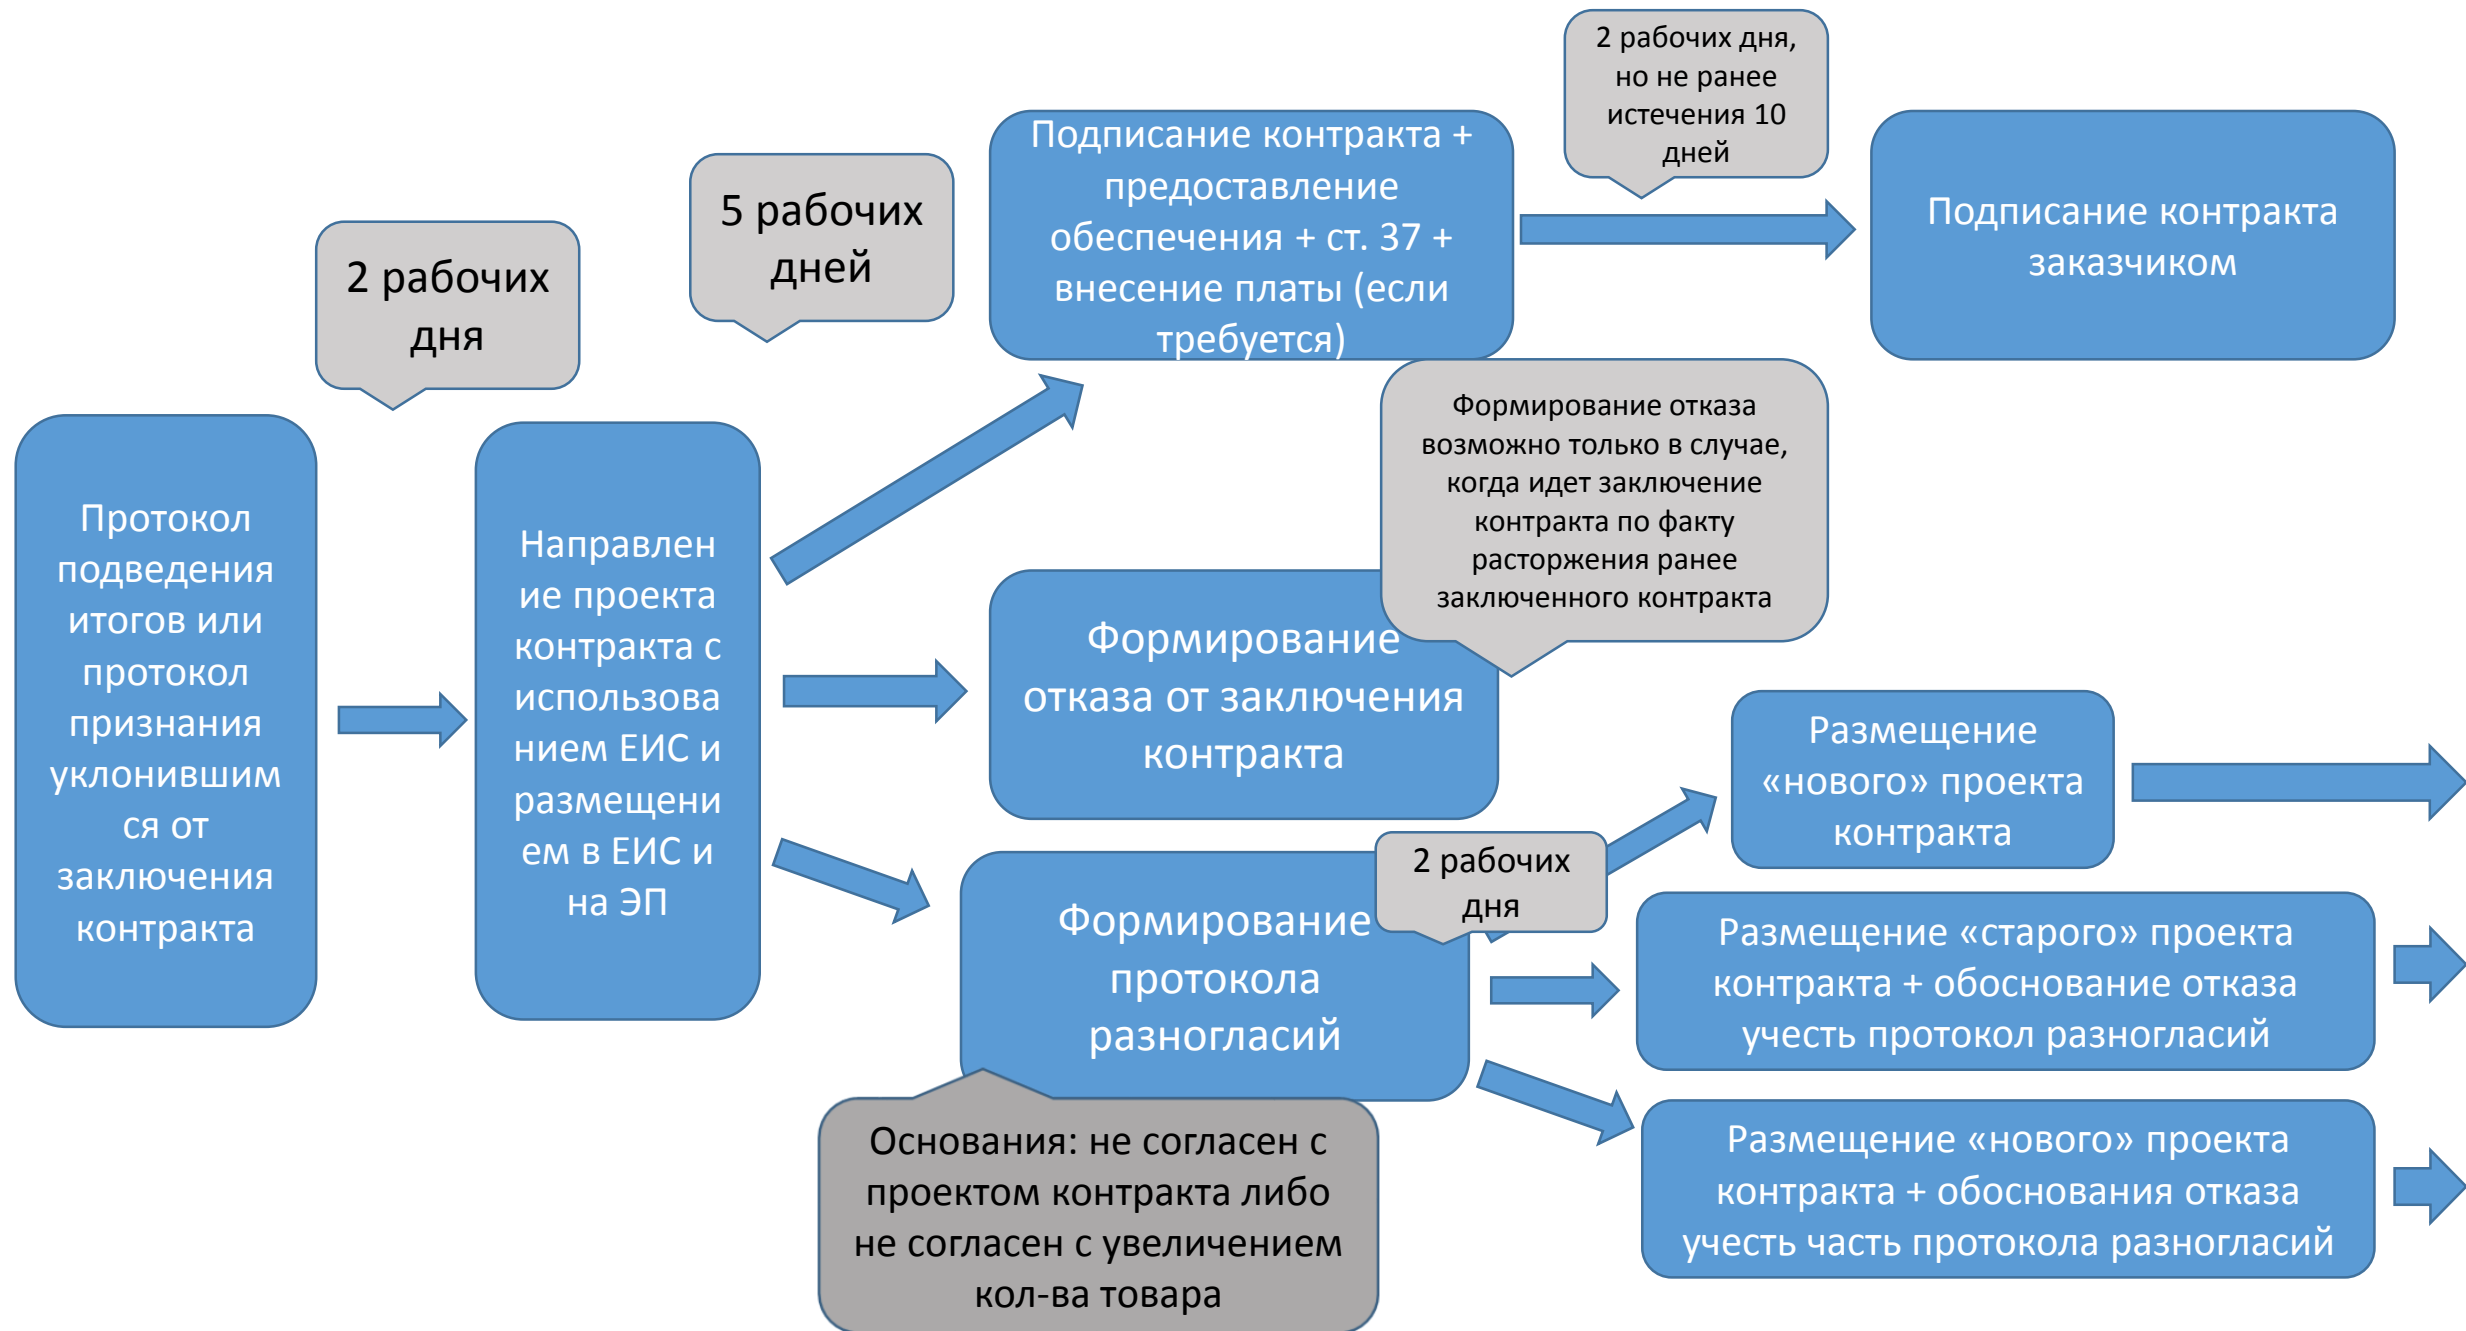 2 рабочих дня,
но не ранее
истечения 10
дней
Подписание контракта +
предоставление
обеспечения + ст. 37 +
внесение платы (если
требуется)
Подписание контракта
заказчиком
5 рабочих
дней
2 рабочих
дня
Протокол
подведения
итогов или
протокол
признания
уклонившим
ся от
заключения
контракта
Направлен
ие проекта
контракта с
использова
нием ЕИС и
размещени
ем в ЕИС и
на ЭП
Формирование отказа
возможно только в случае,
когда идет заключение
контракта по факту
расторжения ранее
заключенного контракта
Формирование
отказа от заключения
контракта
Размещение
«нового» проекта
контракта
2 рабочих
дня
Формирование
протокола
разногласий
Размещение «старого» проекта
контракта + обоснование отказа
учесть протокол разногласий
Основания: не согласен с
проектом контракта либо
не согласен с увеличением
кол-ва товара
Размещение «нового» проекта
контракта + обоснования отказа
учесть часть протокола разногласий